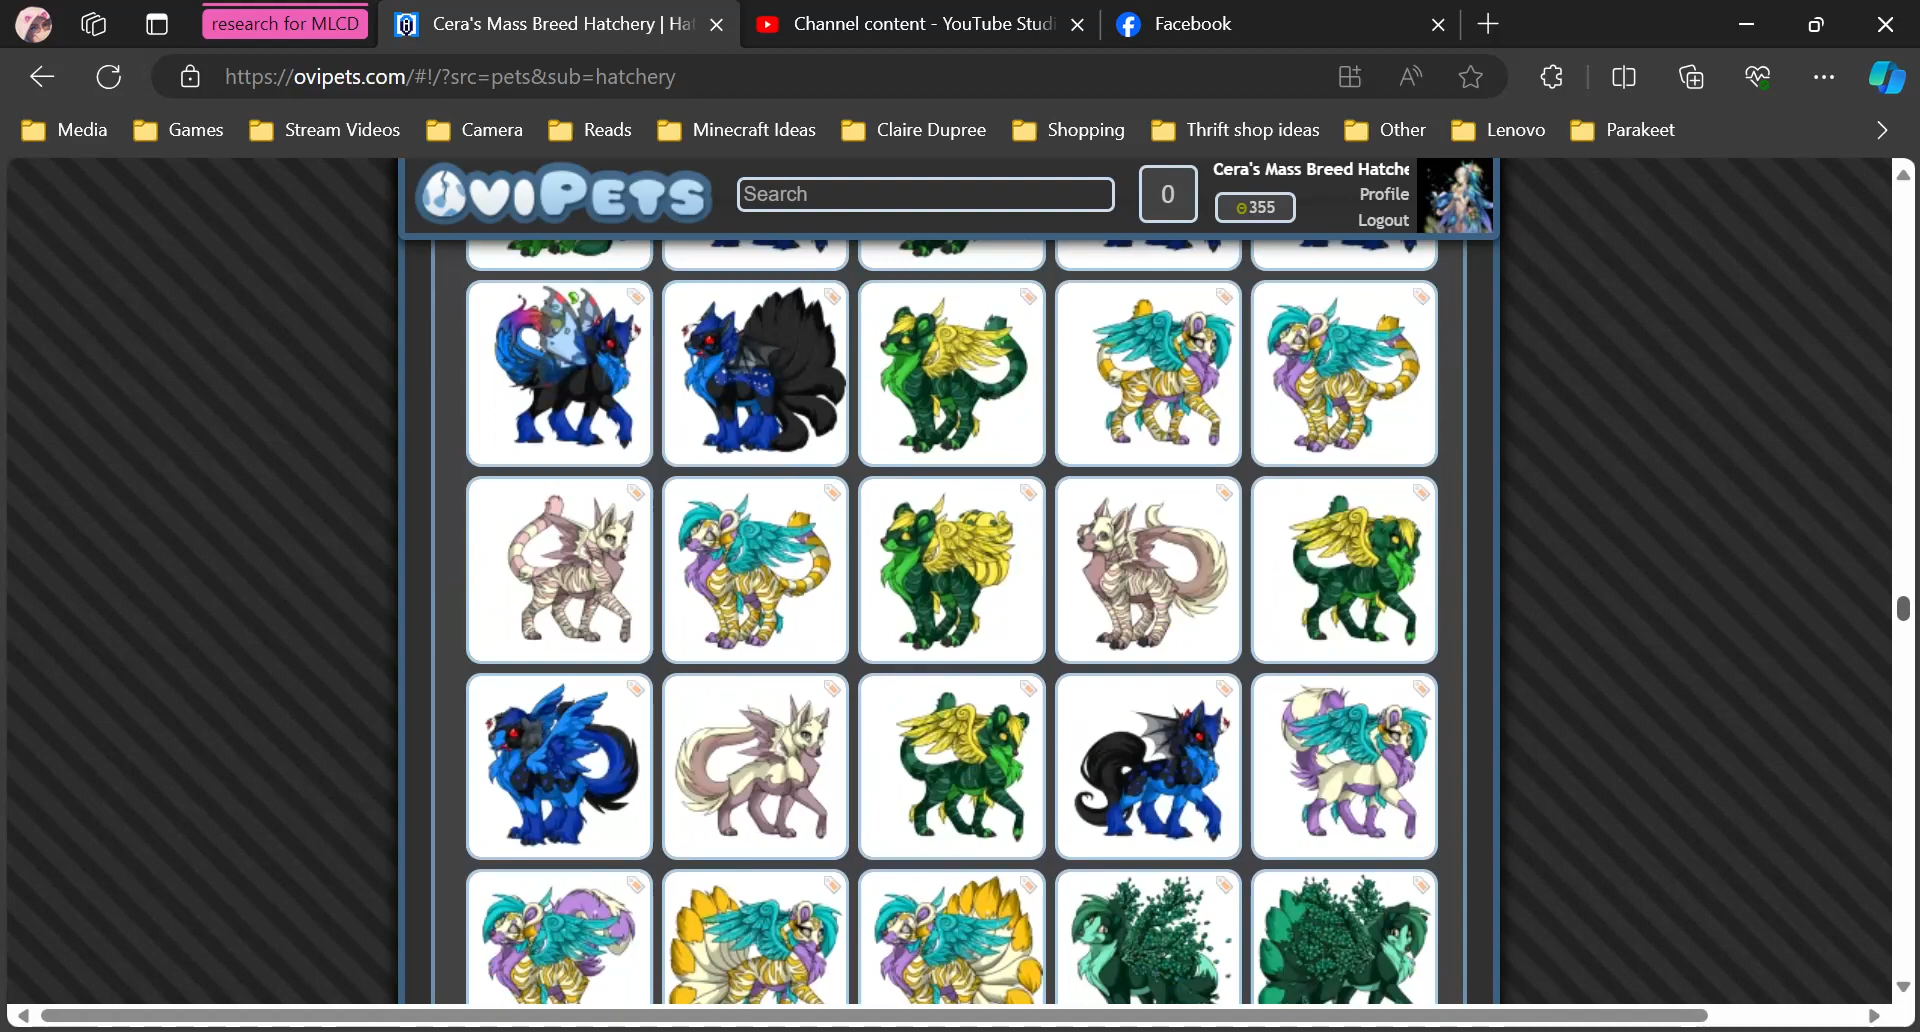 research for MLCD
Cera's Mass Breed Hatchery | Hat
Channel content - YouTube Studi
Facebook
https://ovipets.com/#!/?src=pets&sub=hatchery
Media
Games
Stream Videos
Camera
Reads
Minecraft Ideas
Claire Dupree
Shopping
Thrift shop ideas
Other
Lenovo
Parakeet
OviPets
Search
0
Cera's Mass Breed Hatche
355
Profile
Logout